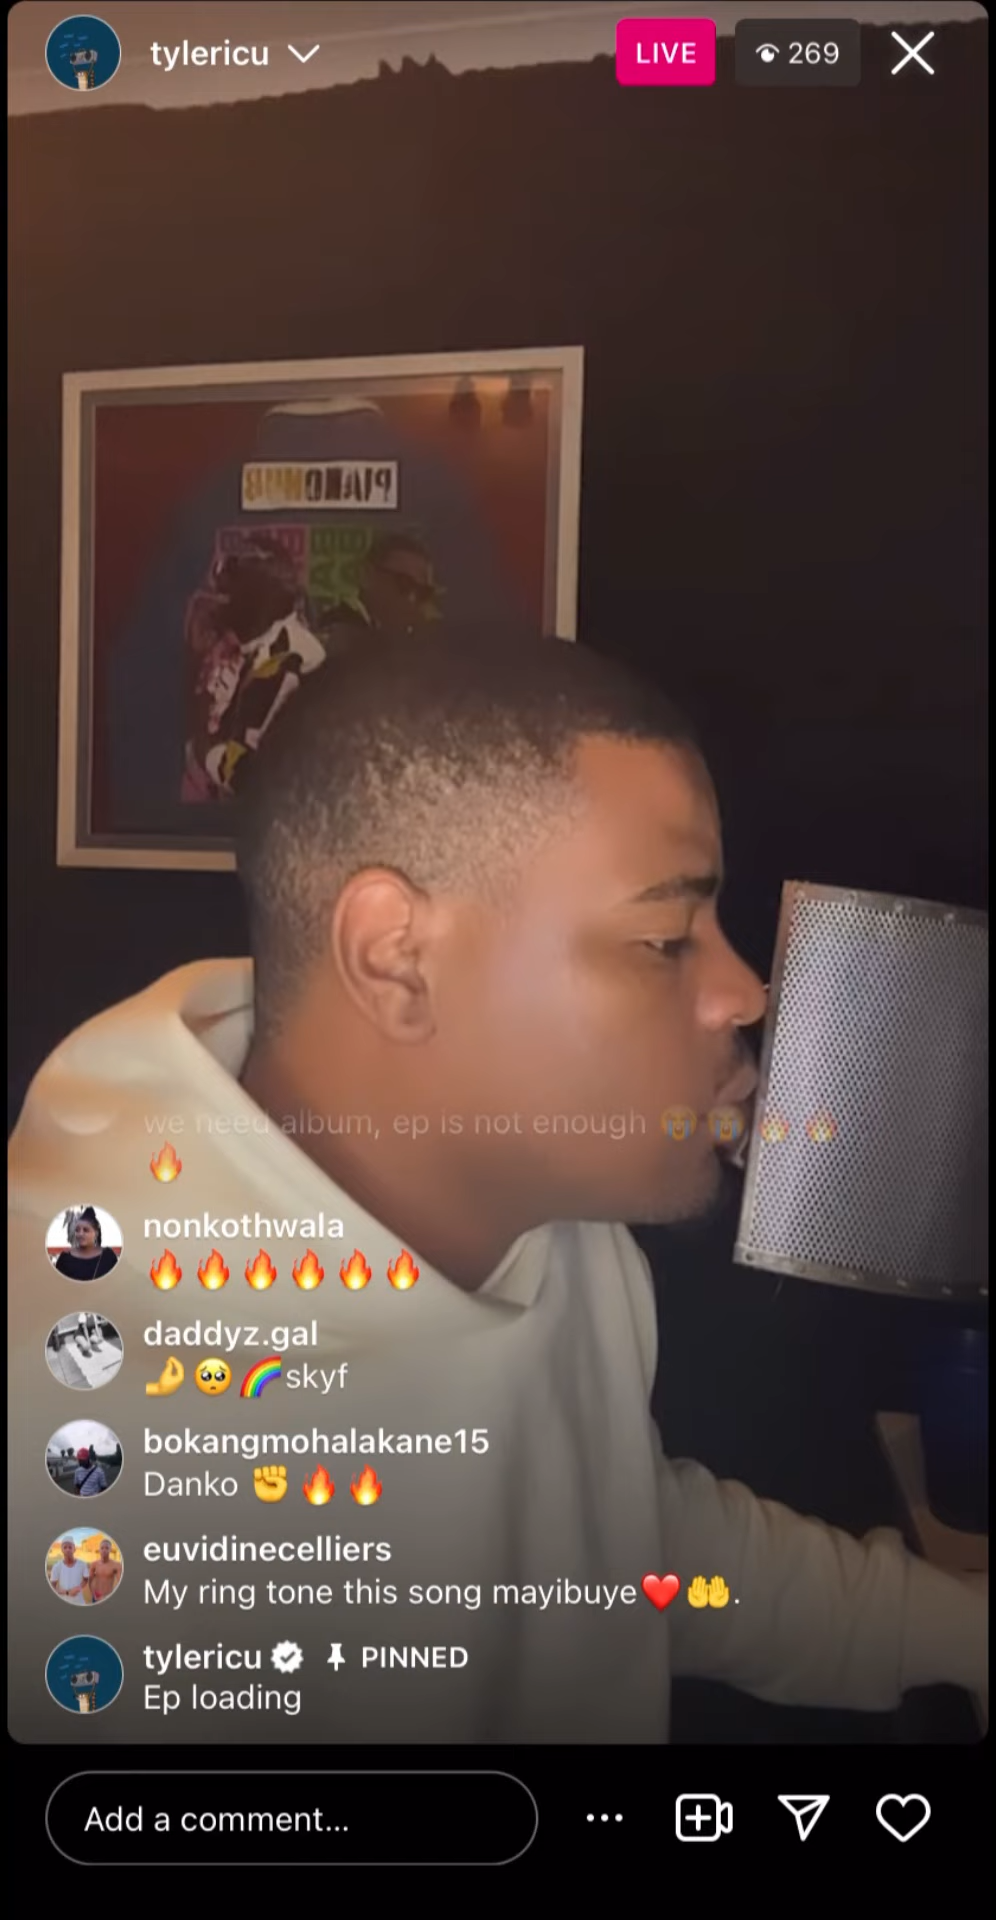 tylericu
LIVE
269
PIANOHUB
we need album, ep is not enough 😭😭🔥🔥
🔥
nonkothwala
🔥🔥🔥🔥🔥🔥
daddyz.gal
🤌🥺🌈skyf
bokangmohalakane15
Danko ✊🔥🔥
euvidinecelliers
My ring tone this song mayibuye❤️🤲.
tylericu PINNED
Ep loading
Add a comment...